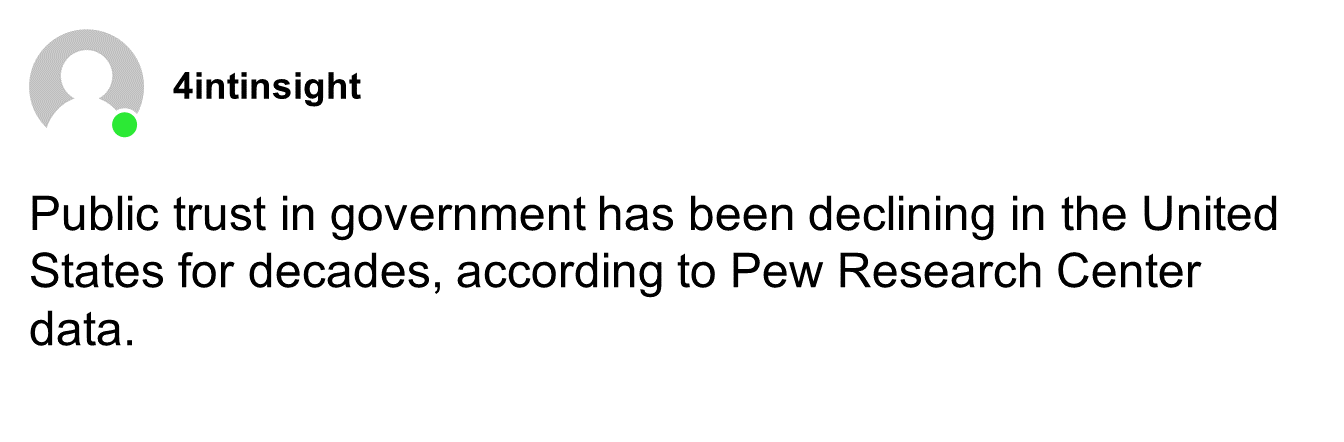 4intinsight
Public trust in government has been declining in the United
States for decades, according to Pew Research Center
data.